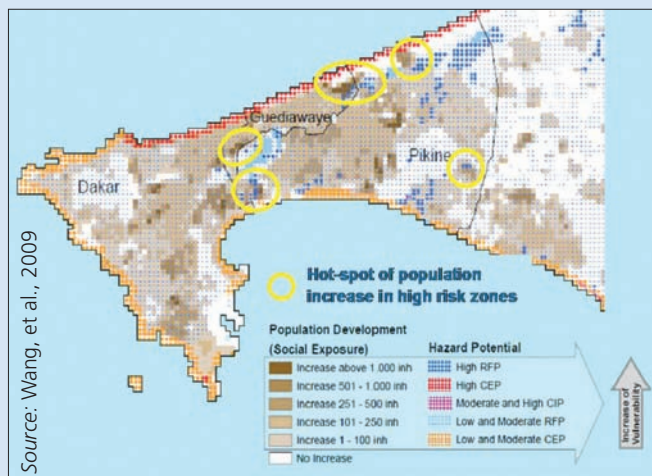 Guediawaye
Pikine
Dakar
Hot-spot of population
increase in high risk zones
Population Development
(Social Exposure)
Increase above 1,000 inh
Increase 501 - 1,000 inh
Increase 251 - 500 inh
Increase 101 - 250 inh
Increase 1 - 100 inh
No Increase
Hazard Potential
High RFP
High CEP
Moderate and High CIP
Low and Moderate RFP
Low and Moderate CEP
Increase of
Vulnerability
Source: Wang, et al., 2009